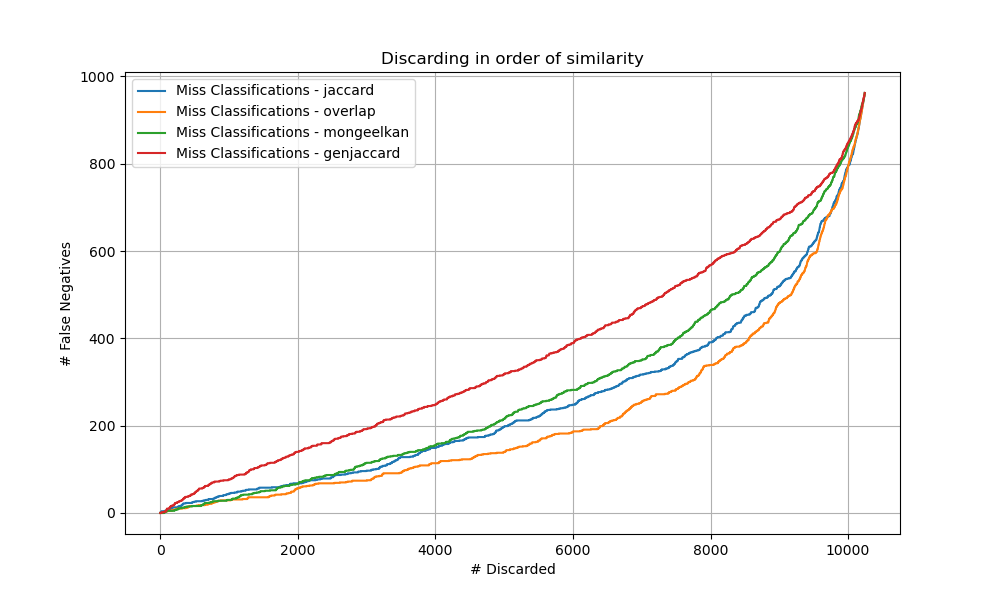 Discarding in order of similarity
1000
800
600
400
200
0
# False Negatives
Miss Classifications - jaccard
Miss Classifications - overlap
Miss Classifications - mongeelkan
Miss Classifications - genjaccard
0 2000 4000 6000 8000 10000
# Discarded